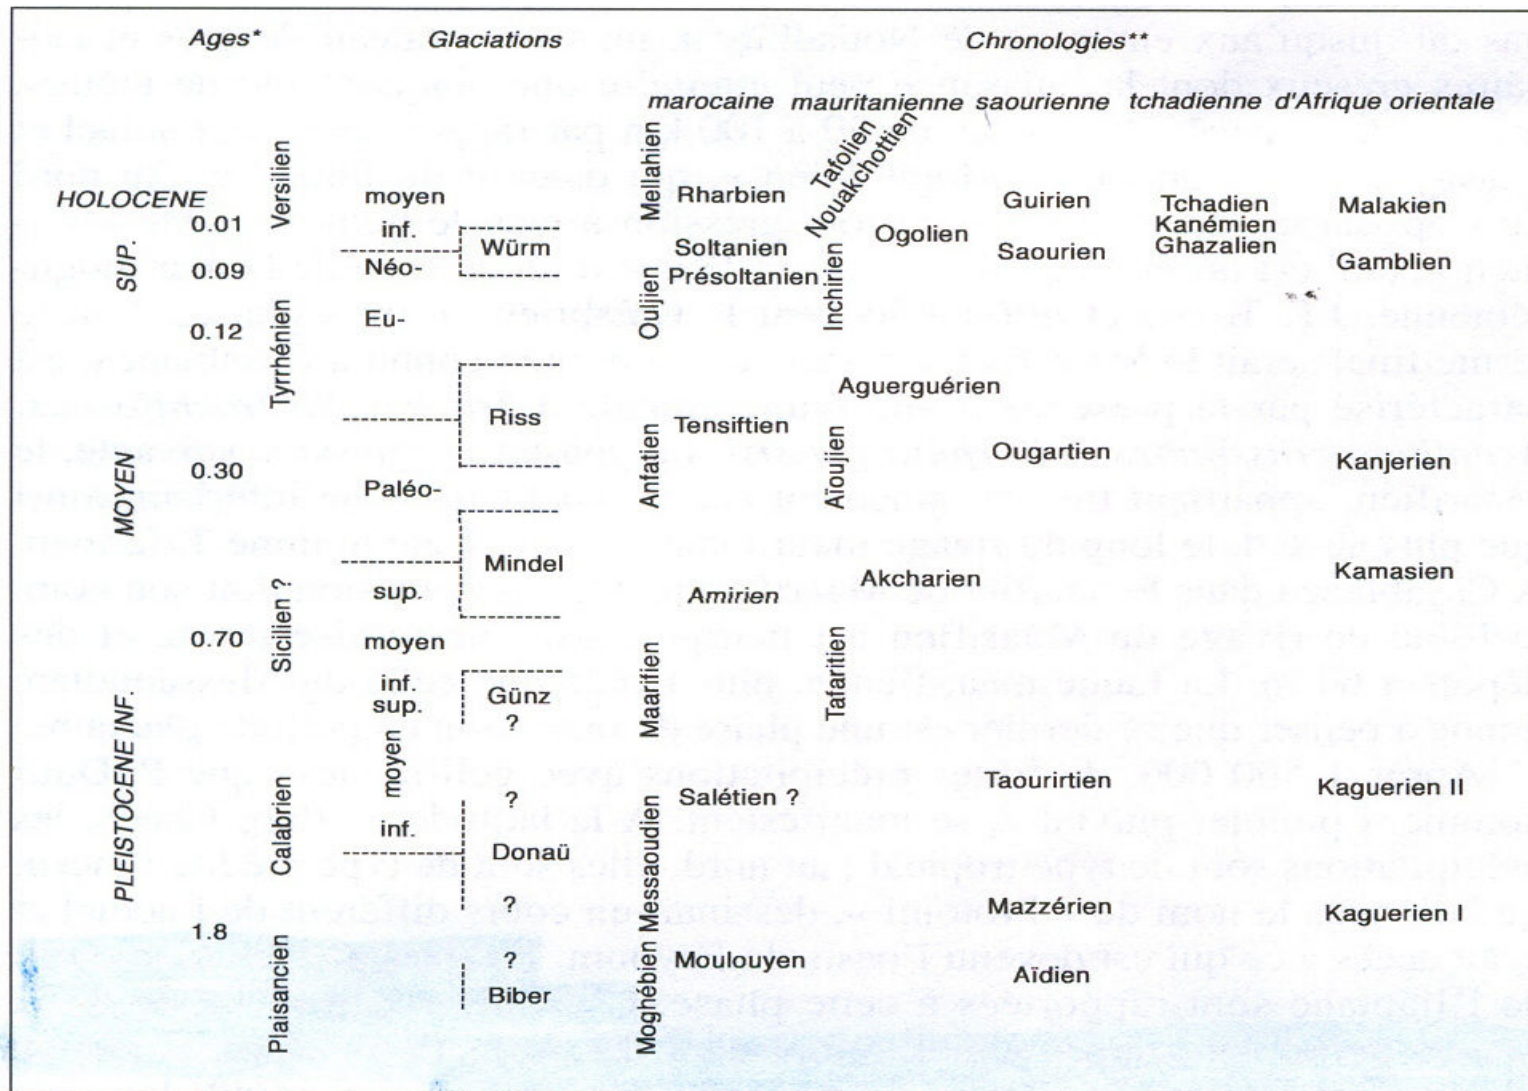 Ages* Glaciations Chronologies**
marocaine mauritanienne saourienne tchadienne d'Afrique orientale
Tafolien
Nouakchottien
Versilien moyen Mellahien Rharbien Guirien Tchadien Malakien
HOLOCENE
0.01 inf. Kanémien
Würm Soltanien Ogolien Saourien Ghazalien
SUP. 0.09 Néo- Présoltanien Gamblien
Ouljien Inchirien
0.12 Eu-
Tyrrhénien
Aguerguérien
Riss Tensiftien Ougartien
MOYEN 0.30 Paléo- Anfatien Aioujien Kanjerien
Mindel Akcharien Kamasien
sup. Amirien
Sicilien ?
0.70 moyen
Maarifien Tafaritien
inf. Günz
sup. ?
PLEISTOCENE INF.
moyen
Calabrien ? Salétien ? Taourirtien Kaguerien II
inf.
Donaü Messaoudien
? Mazzérien Kaguerien I
1.8
Plaisancien ? Moghébien Moulouyen Aïdien
Biber